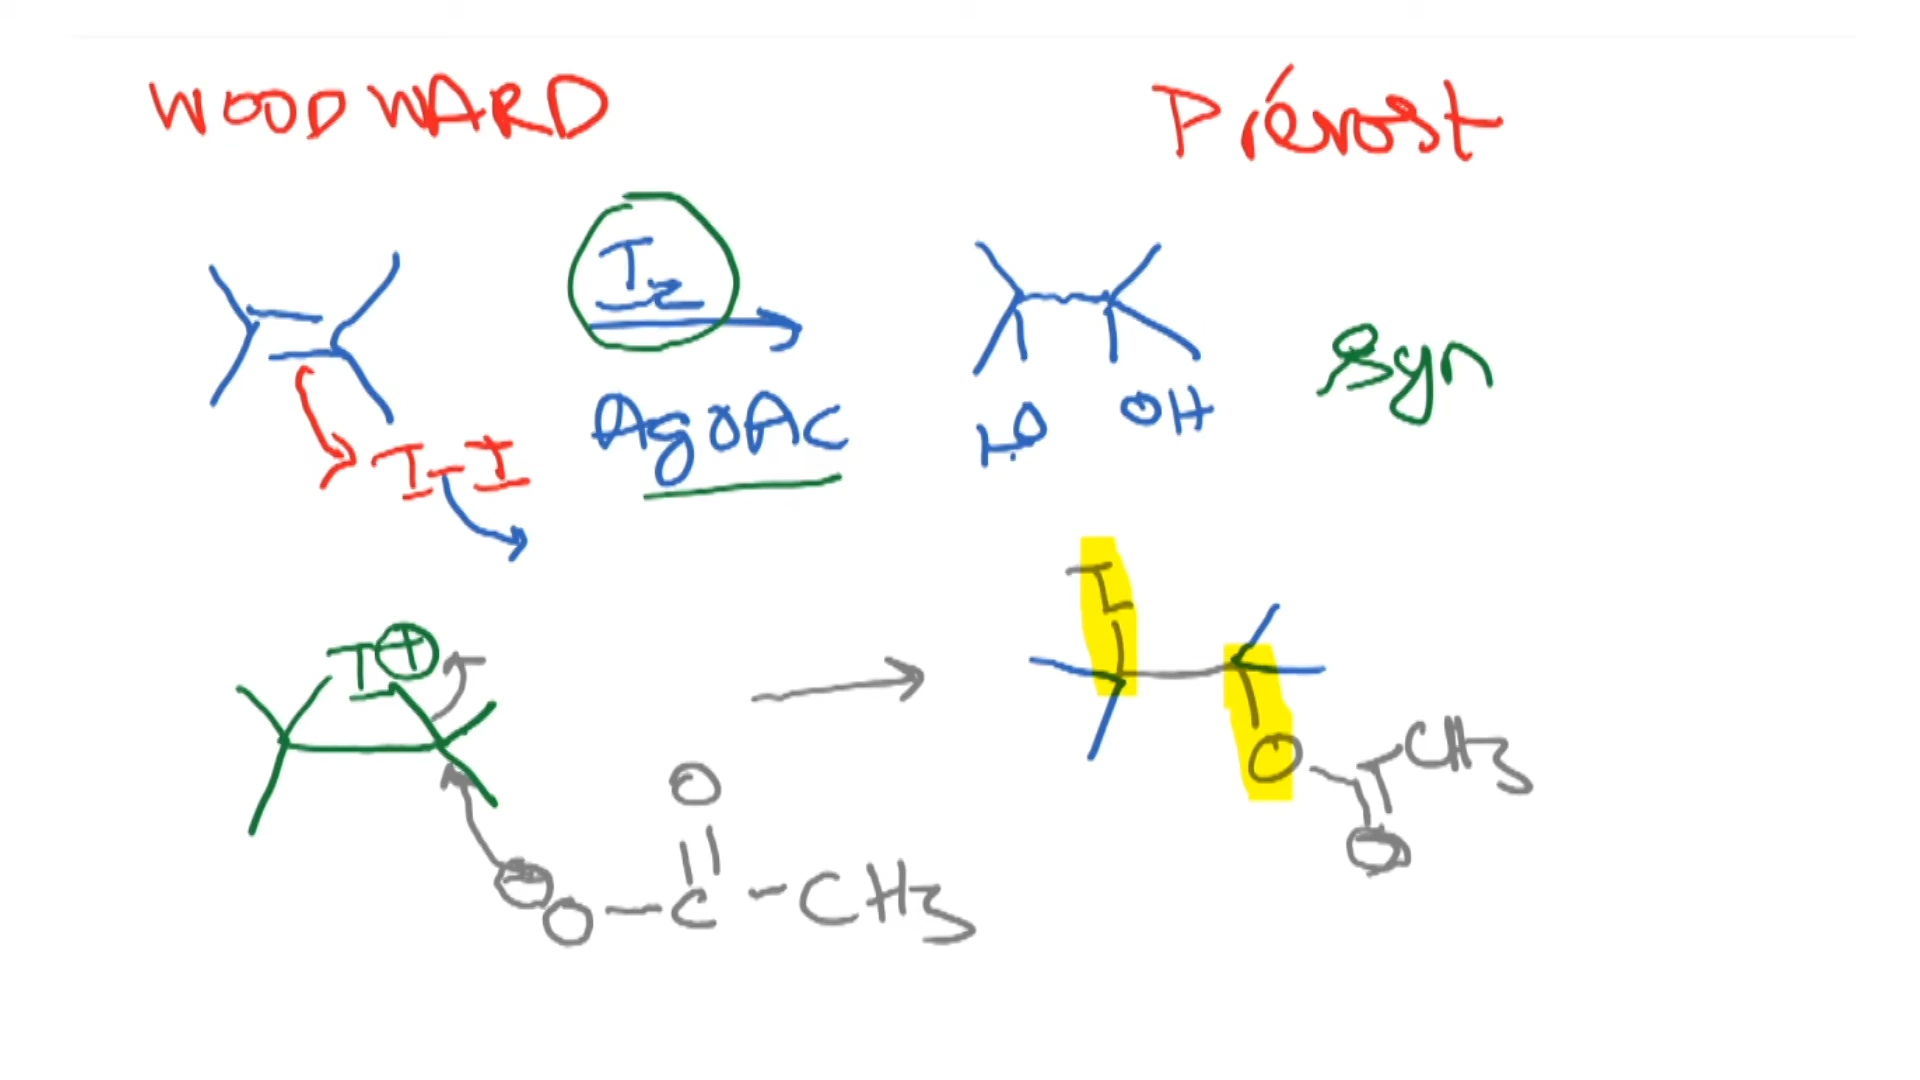 WOODWARD
Prévost
I2
AgOAc
HO OH
syn
I-I
I+
I
O
CH3
O
O
⊖O-C-CH3